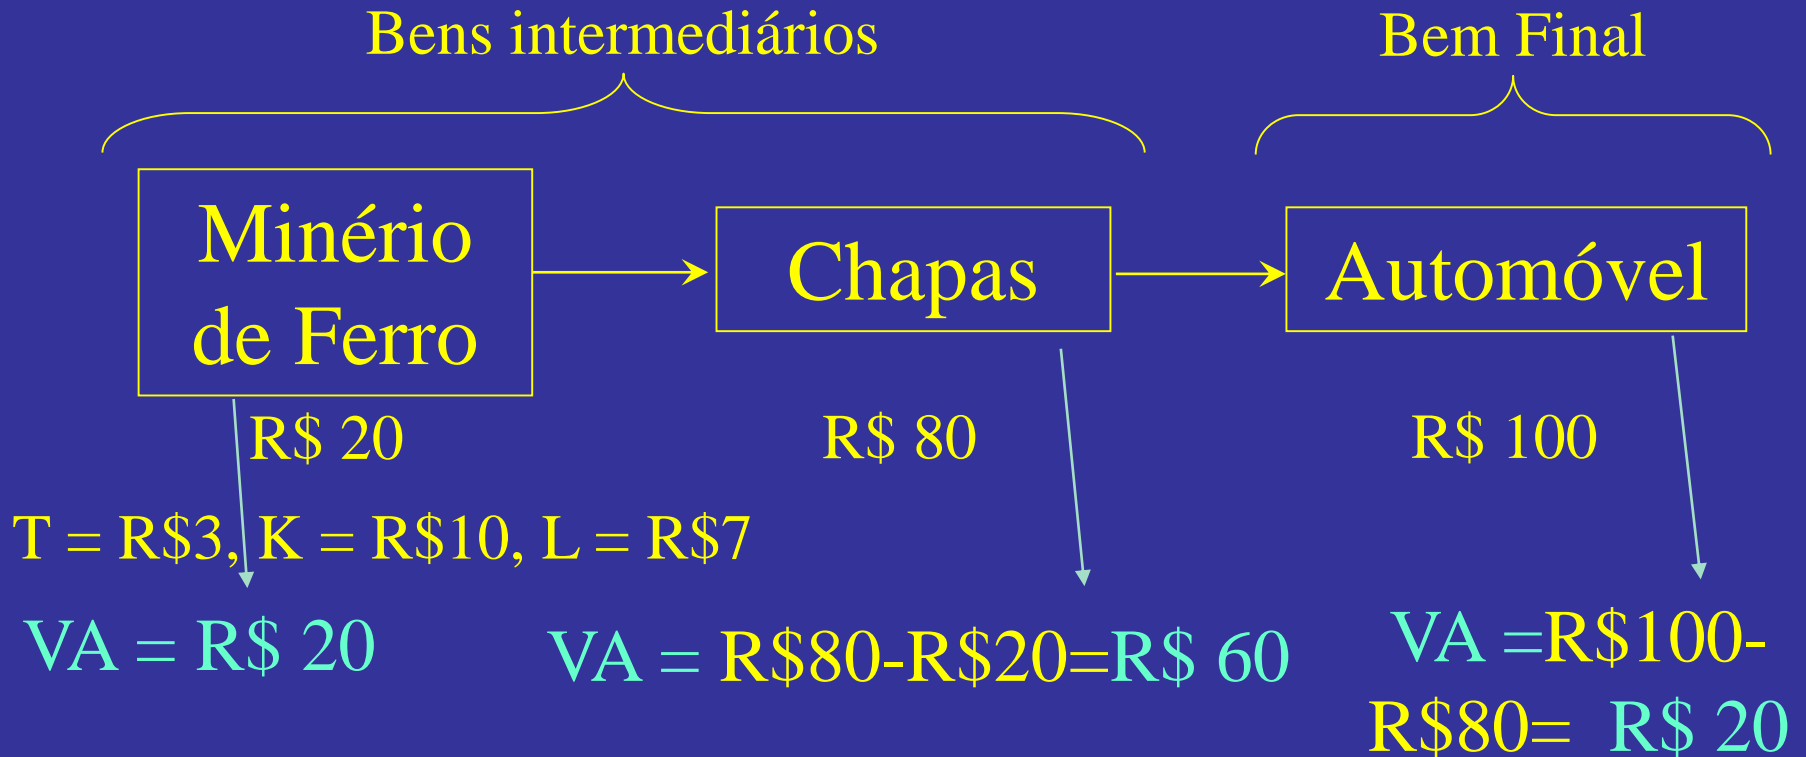 Bens intermediários
Bem Final
Minério
de Ferro
Chapas
Automóvel
R$ 20
R$ 80
R$ 100
T = R$3, K = R$10, L = R$7
VA = R$ 20
VA = R$80-R$20=R$ 60
VA =R$100-
R$80= R$ 20